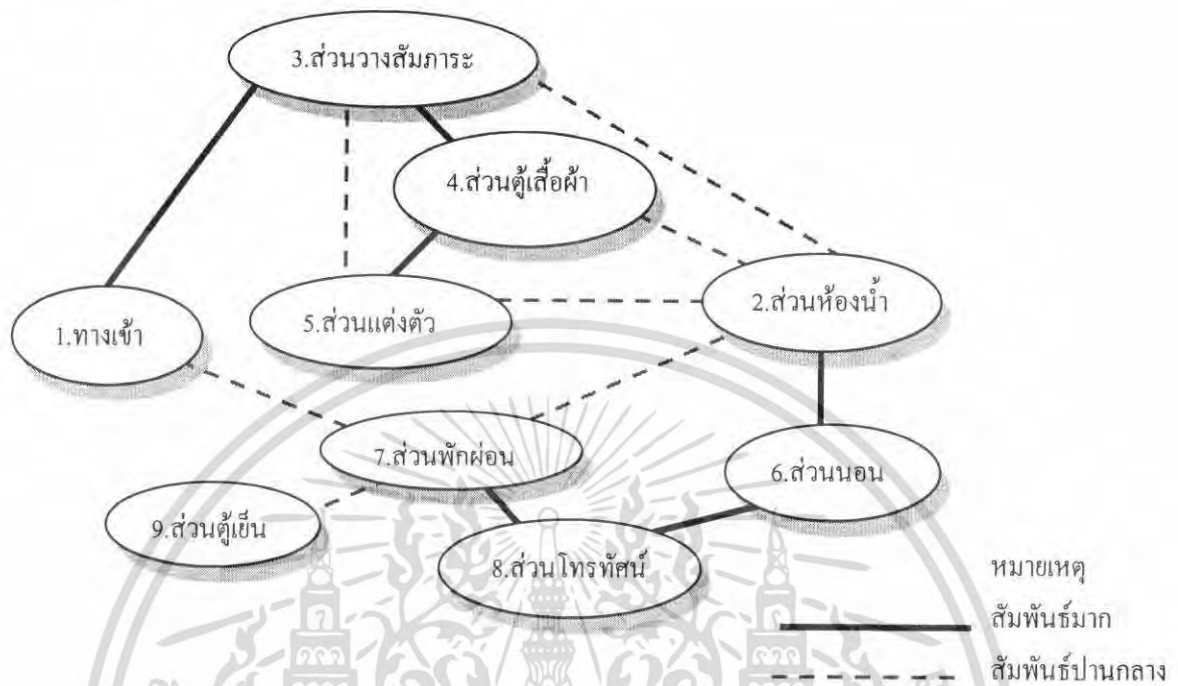 3.ส่วนวางสัมภาระ
4.ส่วนตู้เสื้อผ้า
2.ส่วนห้องน้ำ
5.ส่วนแต่งตัว
1.ทางเข้า
7.ส่วนพักผ่อน
6.ส่วนนอน
9.ส่วนตู้เย็น
8.ส่วนโทรทัศน์
หมายเหตุ
สัมพันธ์มาก
สัมพันธ์ปานกลาง